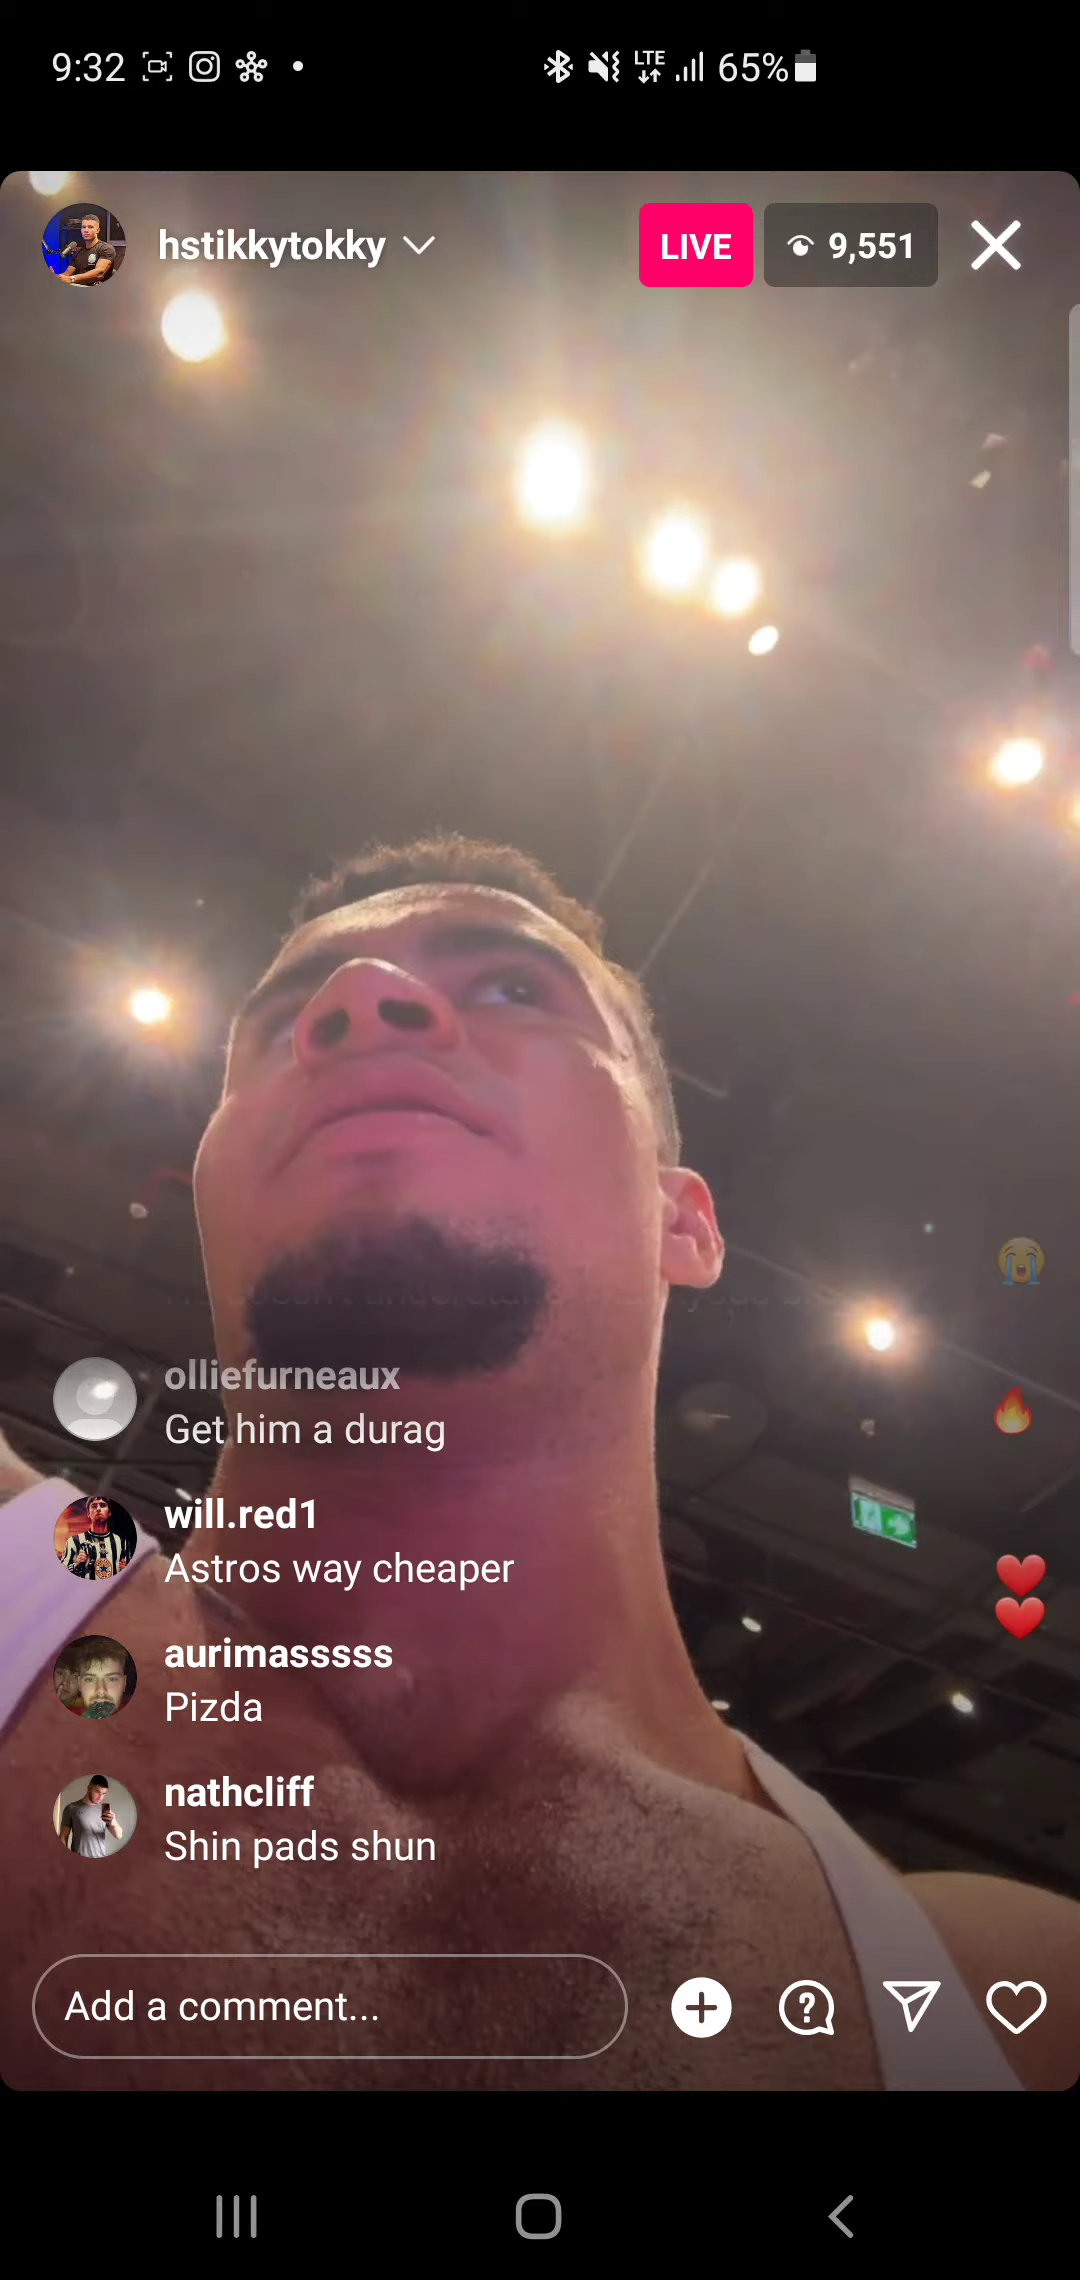 9:32
LTE
65%
hstikkytokky
LIVE
9,551
olliefurneaux
Get him a durag
will.red1
Astros way cheaper
aurimasssss
Pizda
nathcliff
Shin pads shun
Add a comment...